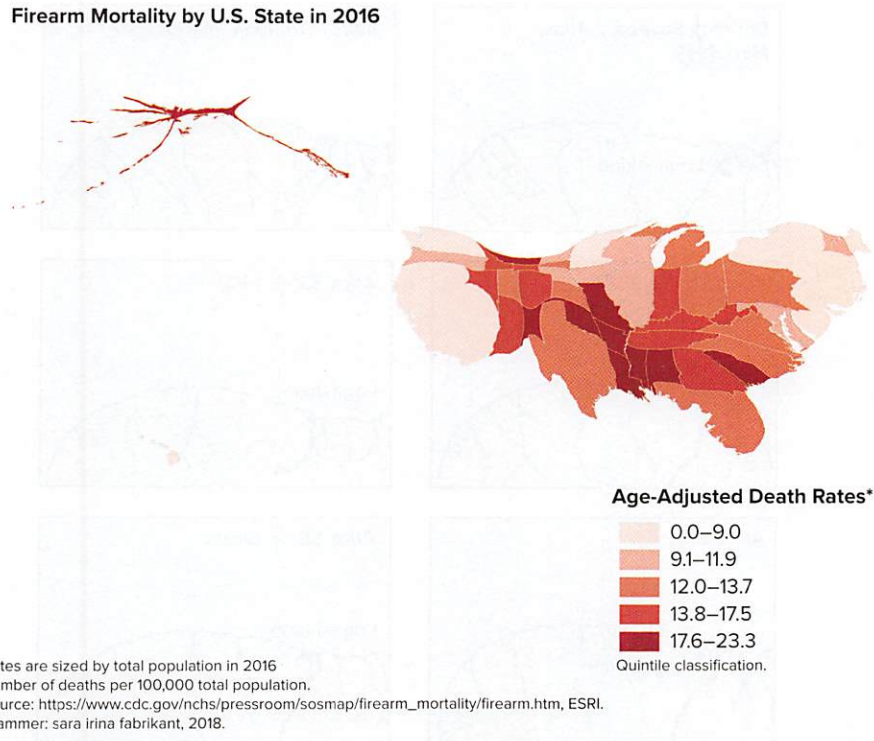 Firearm Mortality by U.S. State in 2016
Age-Adjusted Death Rates*
0.0–9.0
9.1–11.9
12.0–13.7
13.8–17.5
17.6–23.3
Quintile classification.
tes are sized by total population in 2016
mber of deaths per 100,000 total population.
urce: https://www.cdc.gov/nchs/pressroom/sosmap/firearm_mortality/firearm.htm, ESRI.
ammer: sara irina fabrikant, 2018.